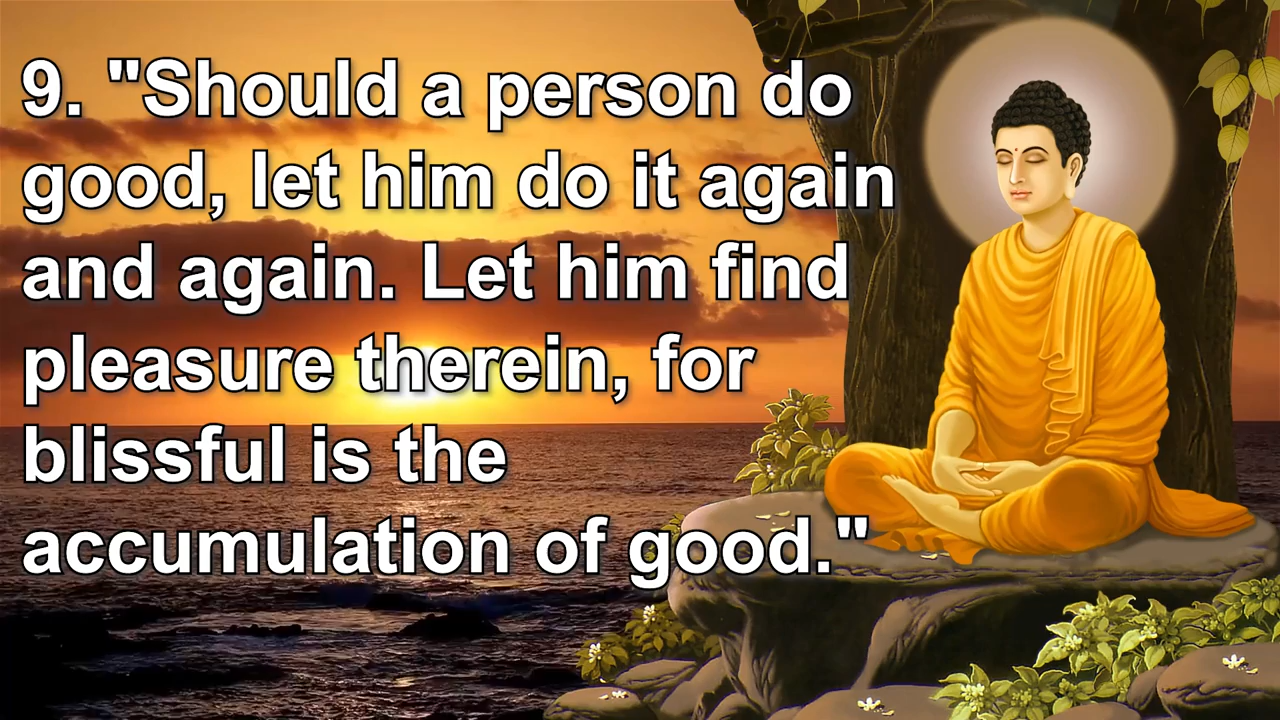 9. "Should a person do
good, let him do it again
and again. Let him find
pleasure therein, for
blissful is the
accumulation of good."